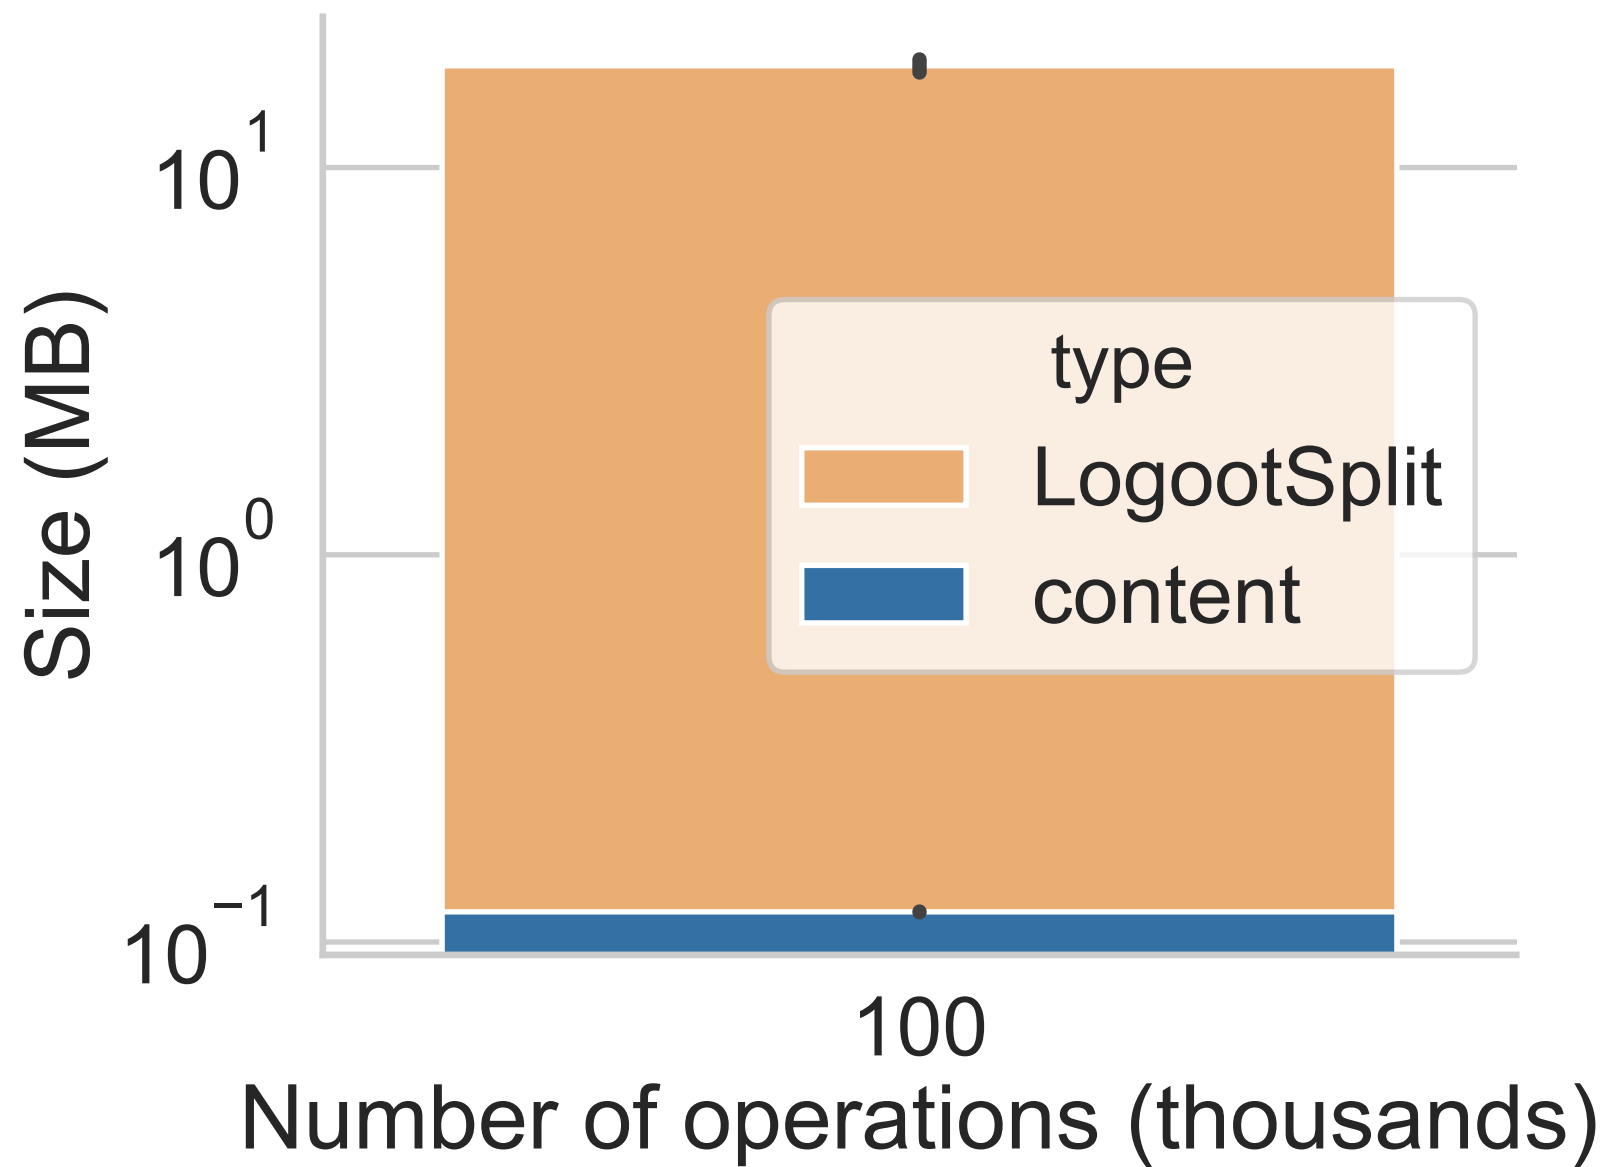 10^1
10^0
10^−1
Size (MB)
type
LogootSplit
content
100
Number of operations (thousands)